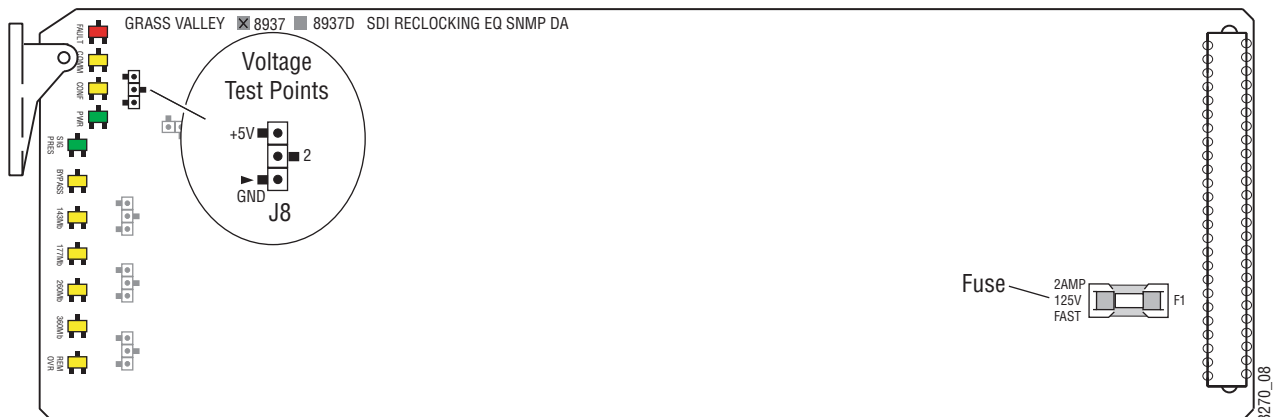 GRASS VALLEY 8937 8937D SDI RECLOCKING EQ SNMP DA
FAULT
COMM
CONF
PWR
SIG
PRES
BYPASS
143Mb
177Mb
260Mb
360Mb
REM
OVR
Voltage
Test Points
+5V
2
GND
J8
Fuse
2AMP
125V
FAST
F1
8270_08